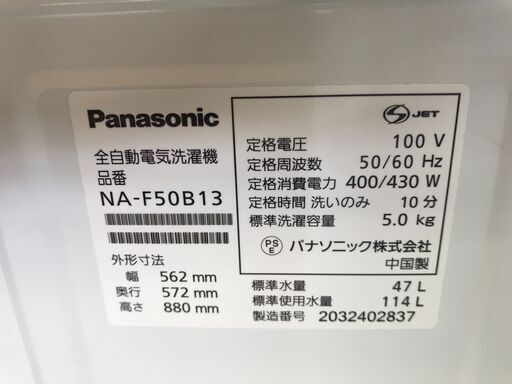 Panasonic
全自動電気洗濯機
品番
NA-F50B13
外形寸法
幅 562 mm
奥行 572 mm
高さ 880 mm
S JET
定格電圧 100 V
定格周波数 50/60 Hz
定格消費電力 400/430 W
定格時間 洗いのみ 10分
標準洗濯容量 5.0 kg
PSE パナソニック株式会社
中国製
標準水量 47 L
標準使用水量 114 L
製造番号 2032402837